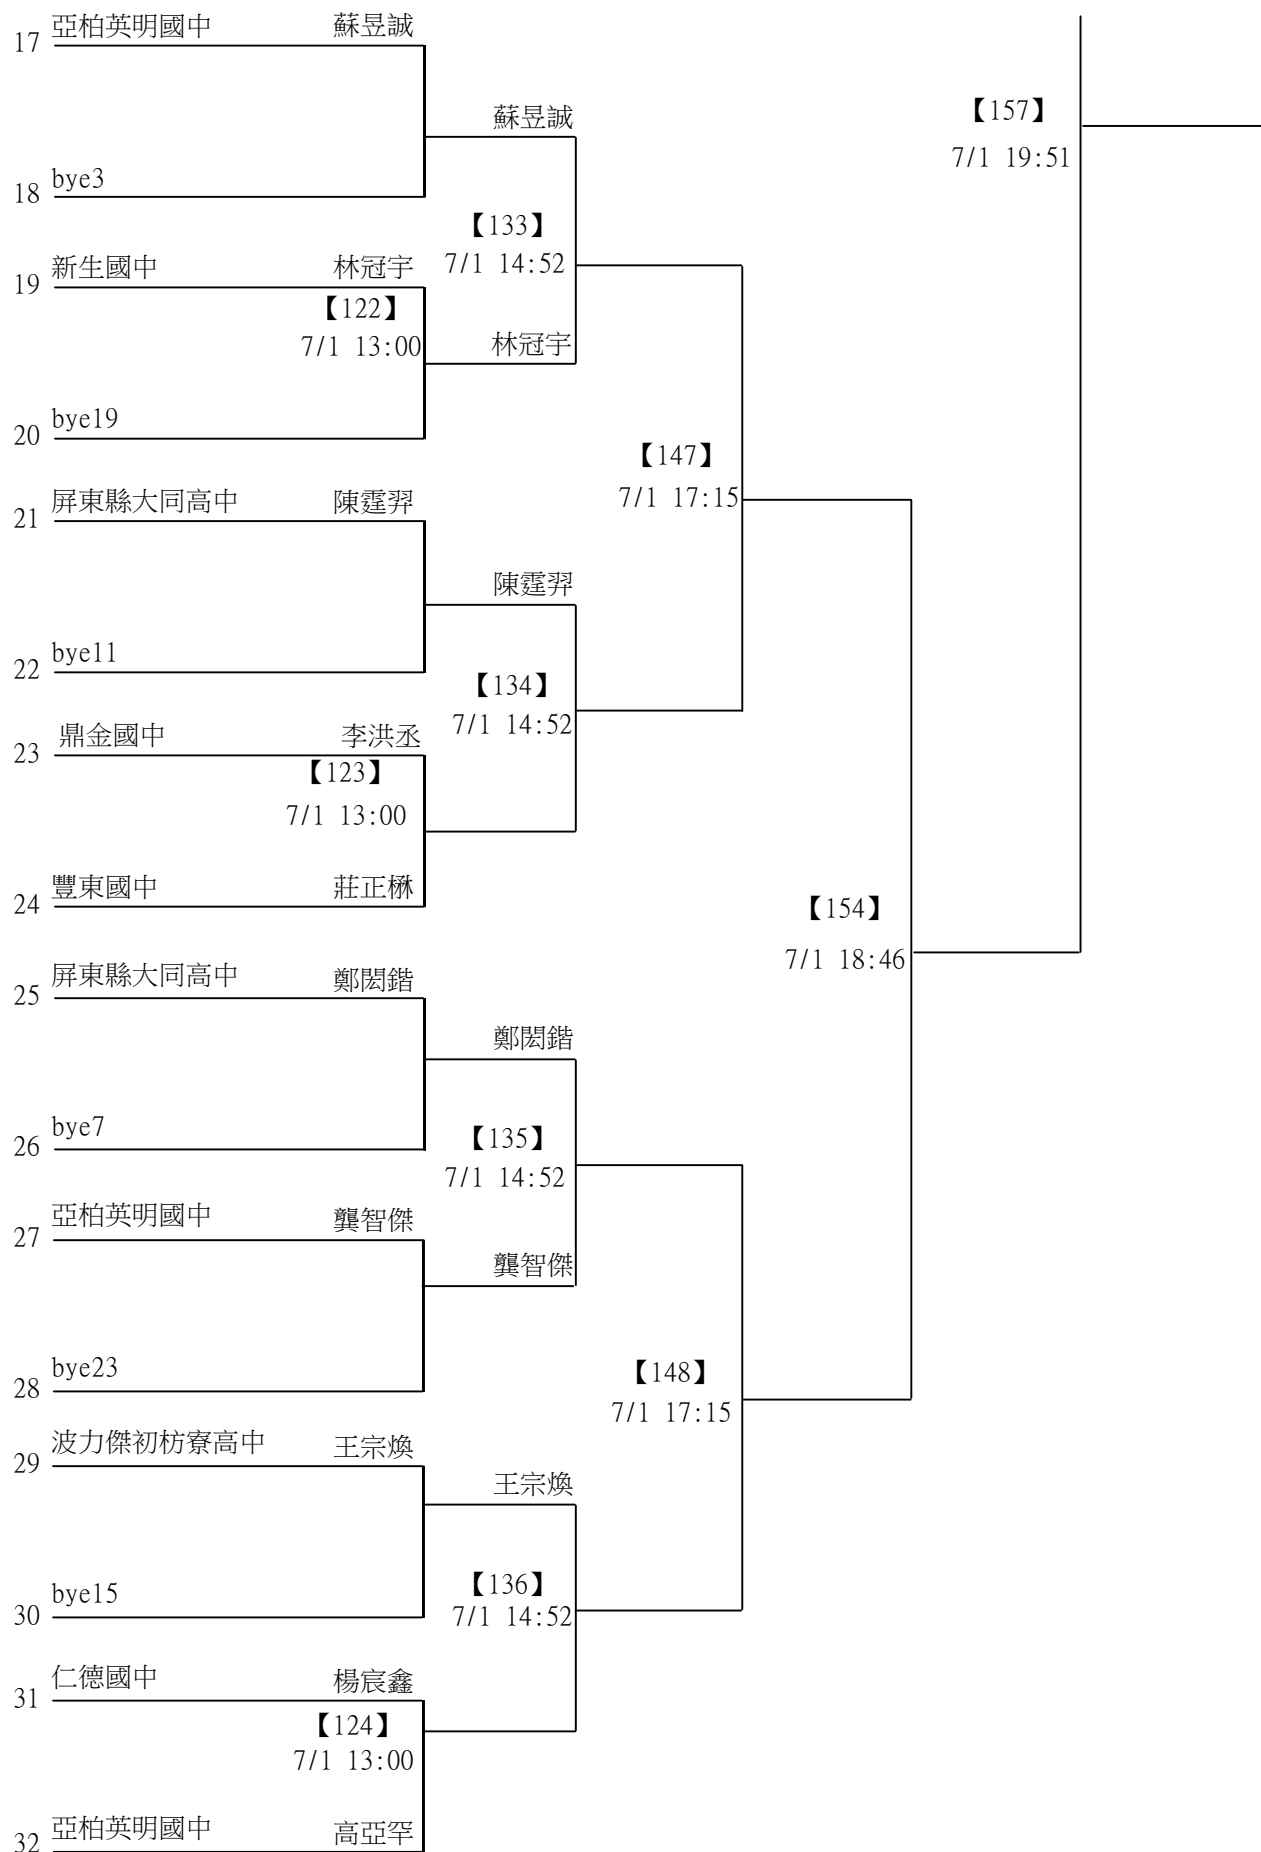 17 亞柏英明國中 蘇昱誠
蘇昱誠
【157】
7/1 19:51
18 bye3
【133】
7/1 14:52
19 新生國中 林冠宇
【122】
7/1 13:00
林冠宇
20 bye19
【147】
7/1 17:15
21 屏東縣大同高中 陳霆羿
陳霆羿
22 bye11
【134】
7/1 14:52
23 鼎金國中 李洪丞
【123】
7/1 13:00
24 豐東國中 莊正楙
【154】
7/1 18:46
25 屏東縣大同高中 鄭閎鍇
鄭閎鍇
26 bye7
【135】
7/1 14:52
27 亞柏英明國中 龔智傑
龔智傑
28 bye23
【148】
7/1 17:15
29 波力傑初枋寮高中 王宗煥
王宗煥
30 bye15
【136】
7/1 14:52
31 仁德國中 楊宸鑫
【124】
7/1 13:00
32 亞柏英明國中 高亞罕